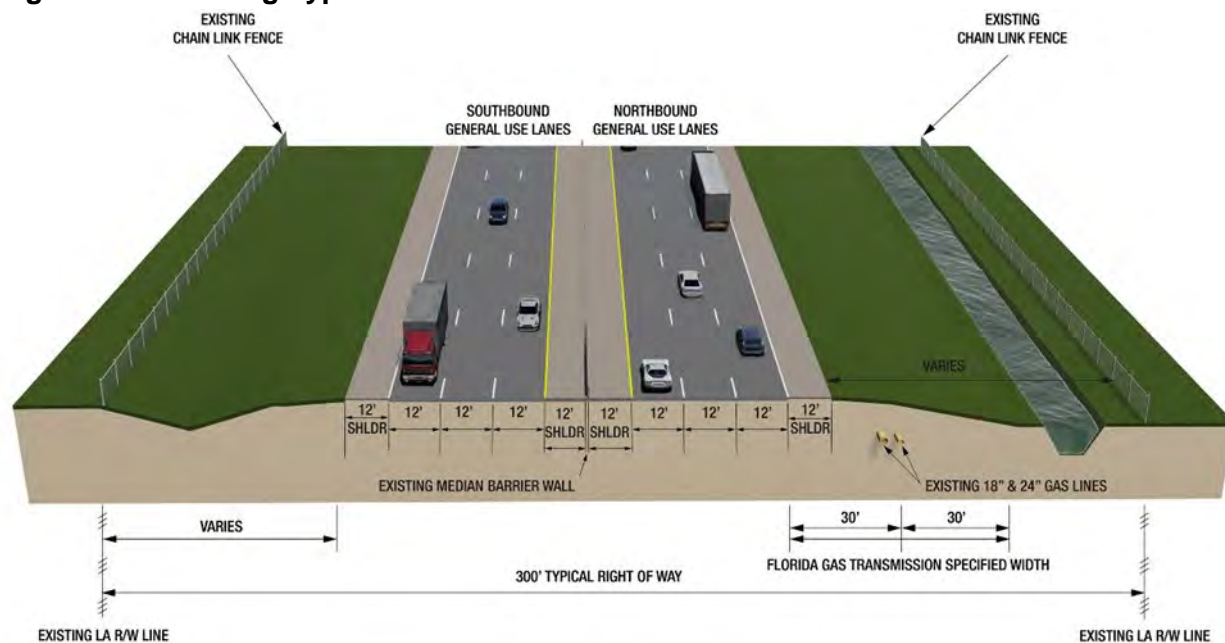 EXISTING
CHAIN LINK FENCE
EXISTING
CHAIN LINK FENCE
SOUTHBOUND
GENERAL USE LANES
NORTHBOUND
GENERAL USE LANES
VARIES
12'
SHLDR
12'
12'
12'
12'
SHLDR
12'
SHLDR
12'
12'
12'
12'
SHLDR
EXISTING MEDIAN BARRIER WALL
EXISTING 18" & 24" GAS LINES
VARIES
30'
30'
FLORIDA GAS TRANSMISSION SPECIFIED WIDTH
300' TYPICAL RIGHT OF WAY
EXISTING LA R/W LINE
EXISTING LA R/W LINE